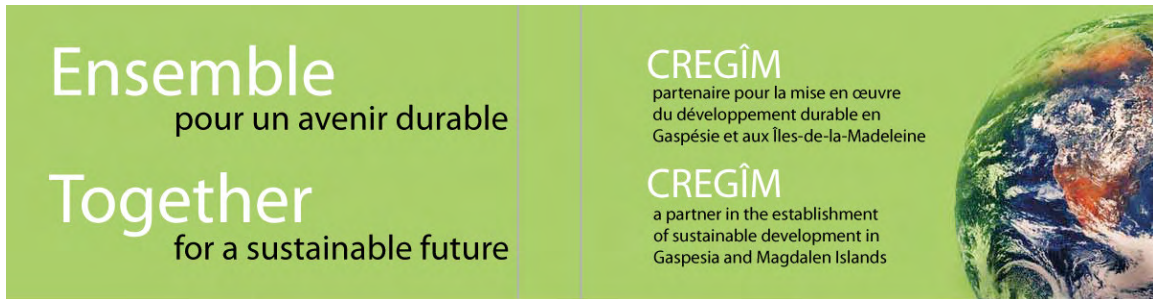 Ensemble
pour un avenir durable
Together
for a sustainable future
CREGÎM
partenaire pour la mise en œuvre
du développement durable en
Gaspésie et aux Îles-de-la-Madeleine
CREGÎM
a partner in the establishment
of sustainable development in
Gaspesia and Magdalen Islands